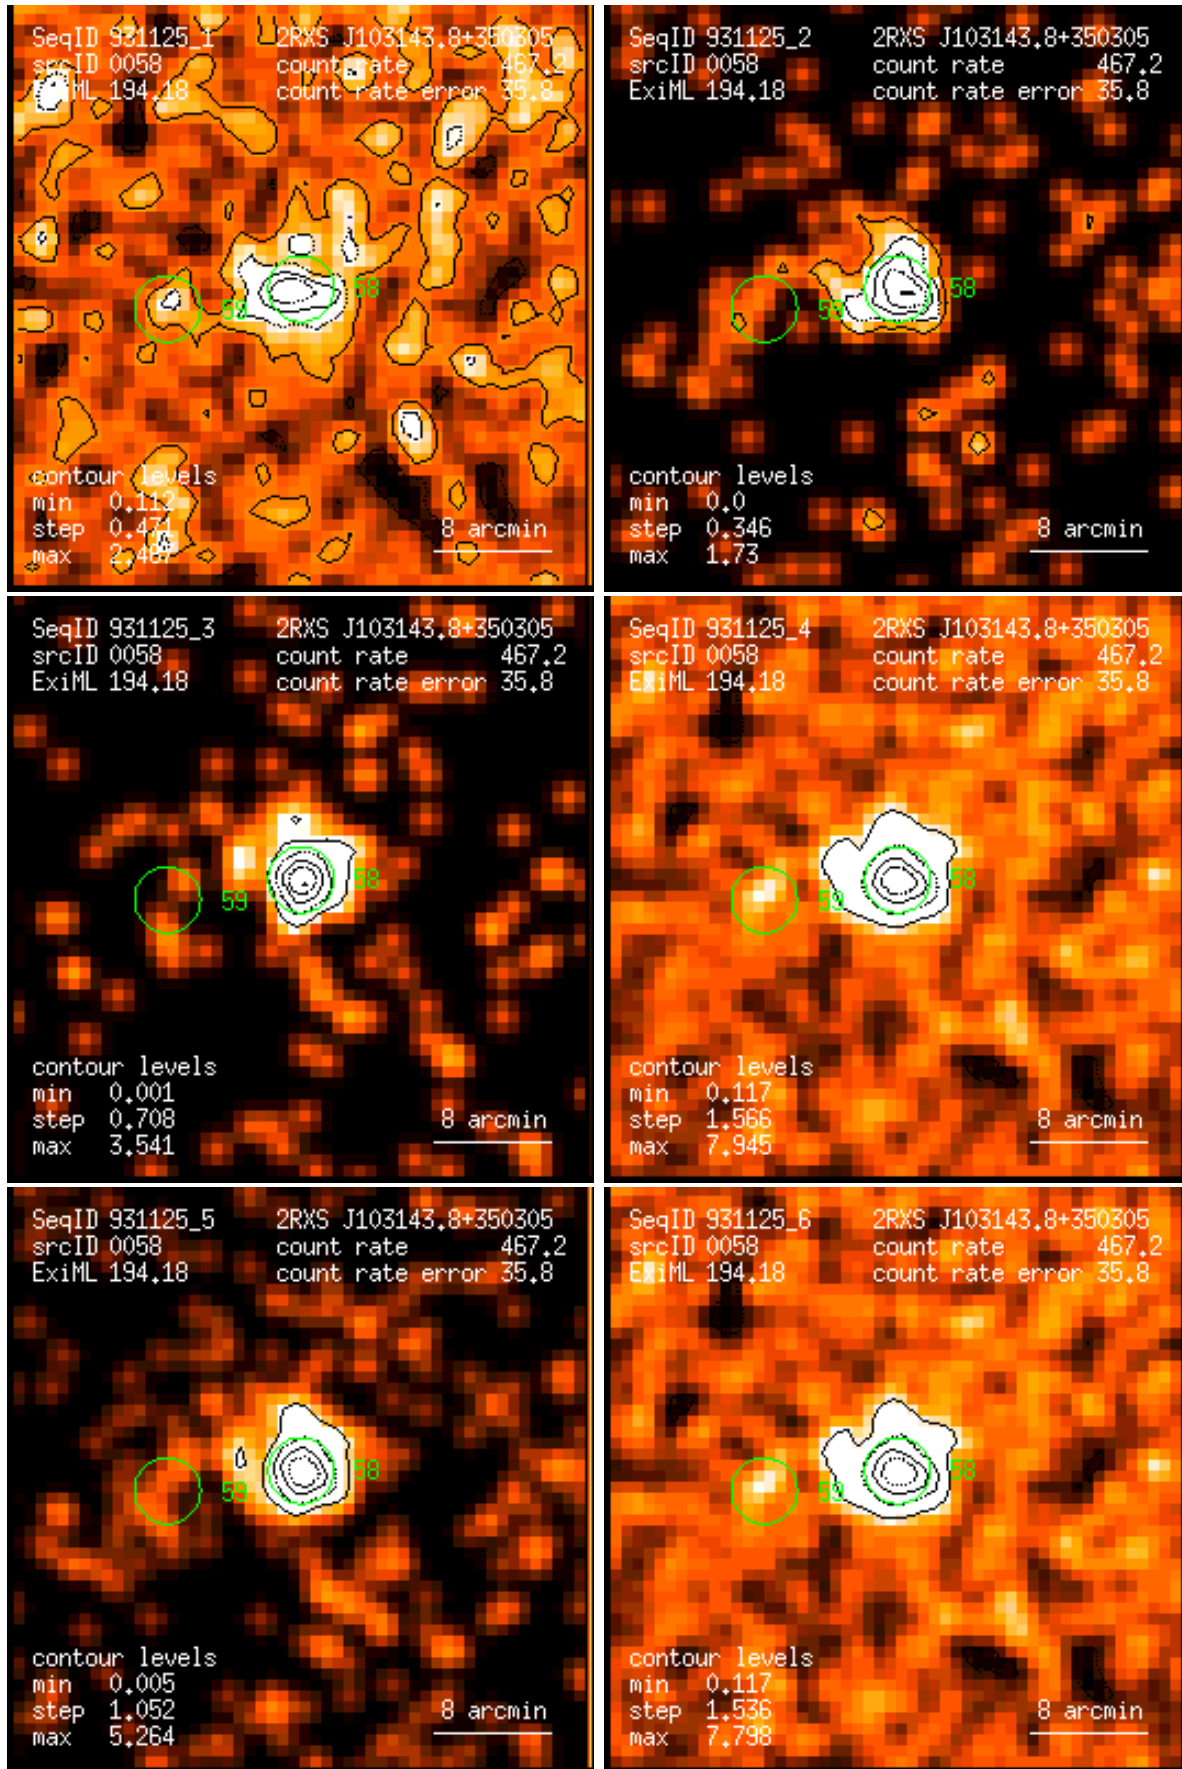 SeqID 931125_1 2RXS J103143.8+350305
srcID 0058 count rate 467.2
ExiML 194.18 count rate error 35.8
58
59
contour levels
min 0.112
step 0.471
max 2.467
8 arcmin
SeqID 931125_2 2RXS J103143.8+350305
srcID 0058 count rate 467.2
ExiML 194.18 count rate error 35.8
58
59
contour levels
min 0.0
step 0.346
max 1.73
8 arcmin
SeqID 931125_3 2RXS J103143.8+350305
srcID 0058 count rate 467.2
ExiML 194.18 count rate error 35.8
58
59
contour levels
min 0.001
step 0.708
max 3.541
8 arcmin
SeqID 931125_4 2RXS J103143.8+350305
srcID 0058 count rate 467.2
ExiML 194.18 count rate error 35.8
58
59
contour levels
min 0.117
step 1.566
max 7.945
8 arcmin
SeqID 931125_5 2RXS J103143.8+350305
srcID 0058 count rate 467.2
ExiML 194.18 count rate error 35.8
58
59
contour levels
min 0.005
step 1.052
max 5.264
8 arcmin
SeqID 931125_6 2RXS J103143.8+350305
srcID 0058 count rate 467.2
ExiML 194.18 count rate error 35.8
58
59
contour levels
min 0.117
step 1.536
max 7.798
8 arcmin